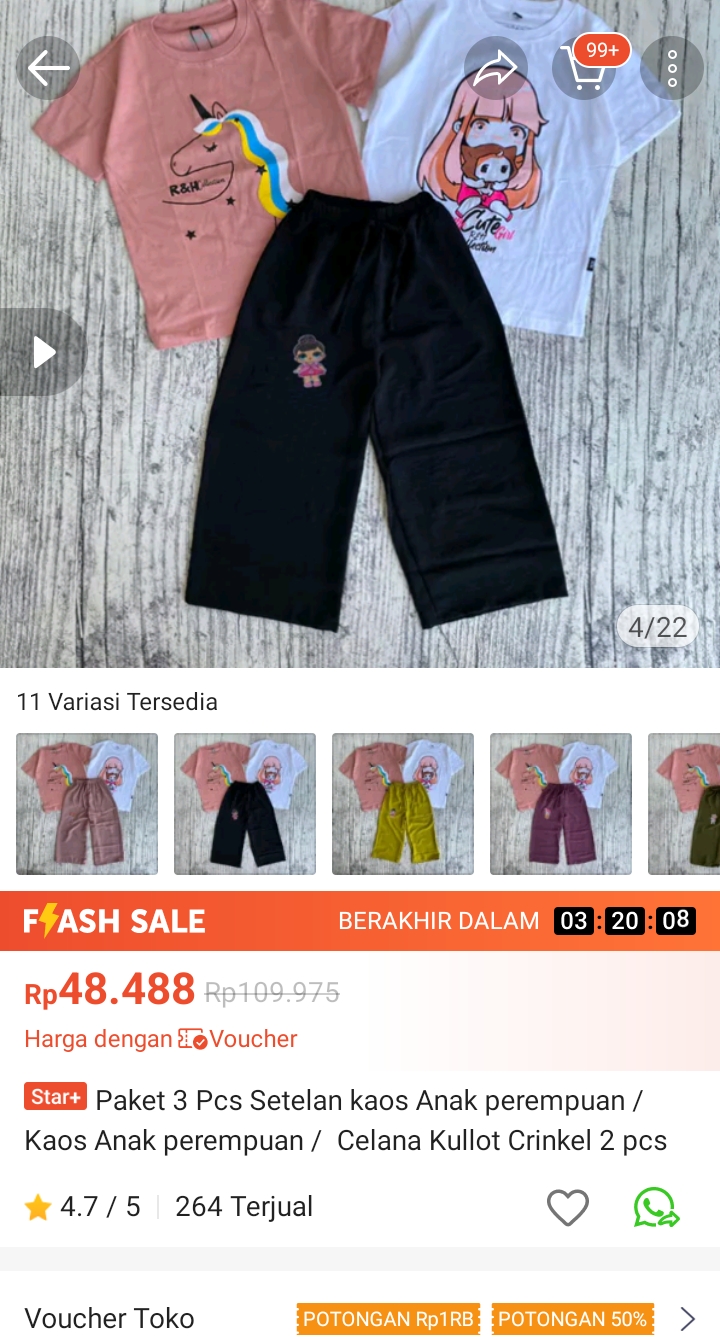 99+
R&H
Cute
Girl
4/22
11 Variasi Tersedia
FLASH SALE
BERAKHIR DALAM 03 : 20 : 08
Rp48.488 Rp109.975
Harga dengan Voucher
Star+ Paket 3 Pcs Setelan kaos Anak perempuan /
Kaos Anak perempuan / Celana Kullot Crinkel 2 pcs
4.7 / 5 264 Terjual
Voucher Toko POTONGAN Rp1RB POTONGAN 50%